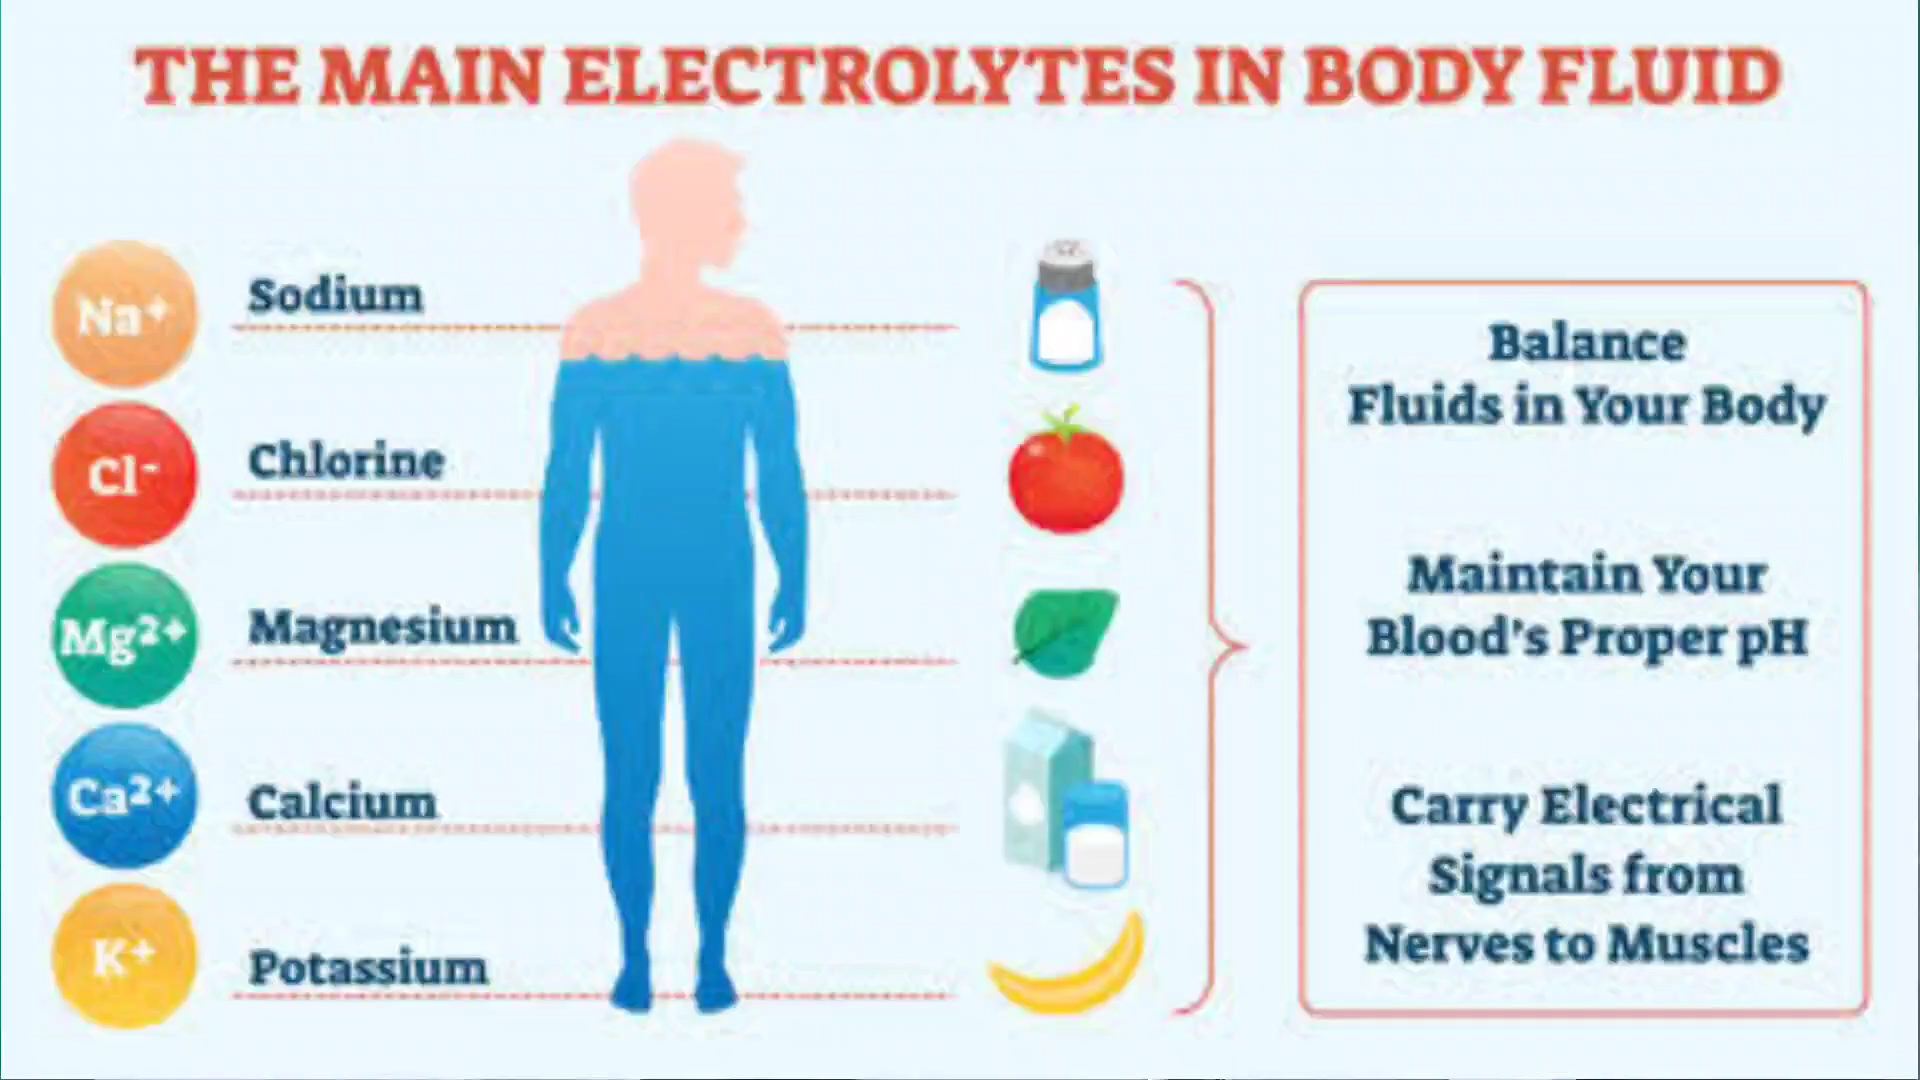 THE MAIN ELECTROLYTES IN BODY FLUID
Na+
Sodium
Cl-
Chlorine
Mg2+
Magnesium
Ca2+
Calcium
K+
Potassium
Balance
Fluids in Your Body
Maintain Your
Blood's Proper pH
Carry Electrical
Signals from
Nerves to Muscles